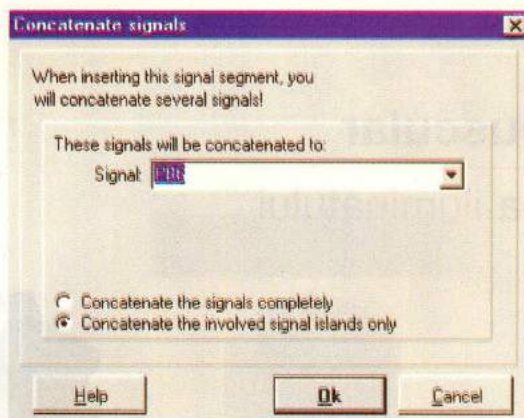 Concatenate signals
When inserting this signal segment, you
will concatenate several signals!
These signals will be concatenated to:
Signal:
Concatenate the signals completely
Concatenate the involved signal islands only
Help
Ok
Cancel